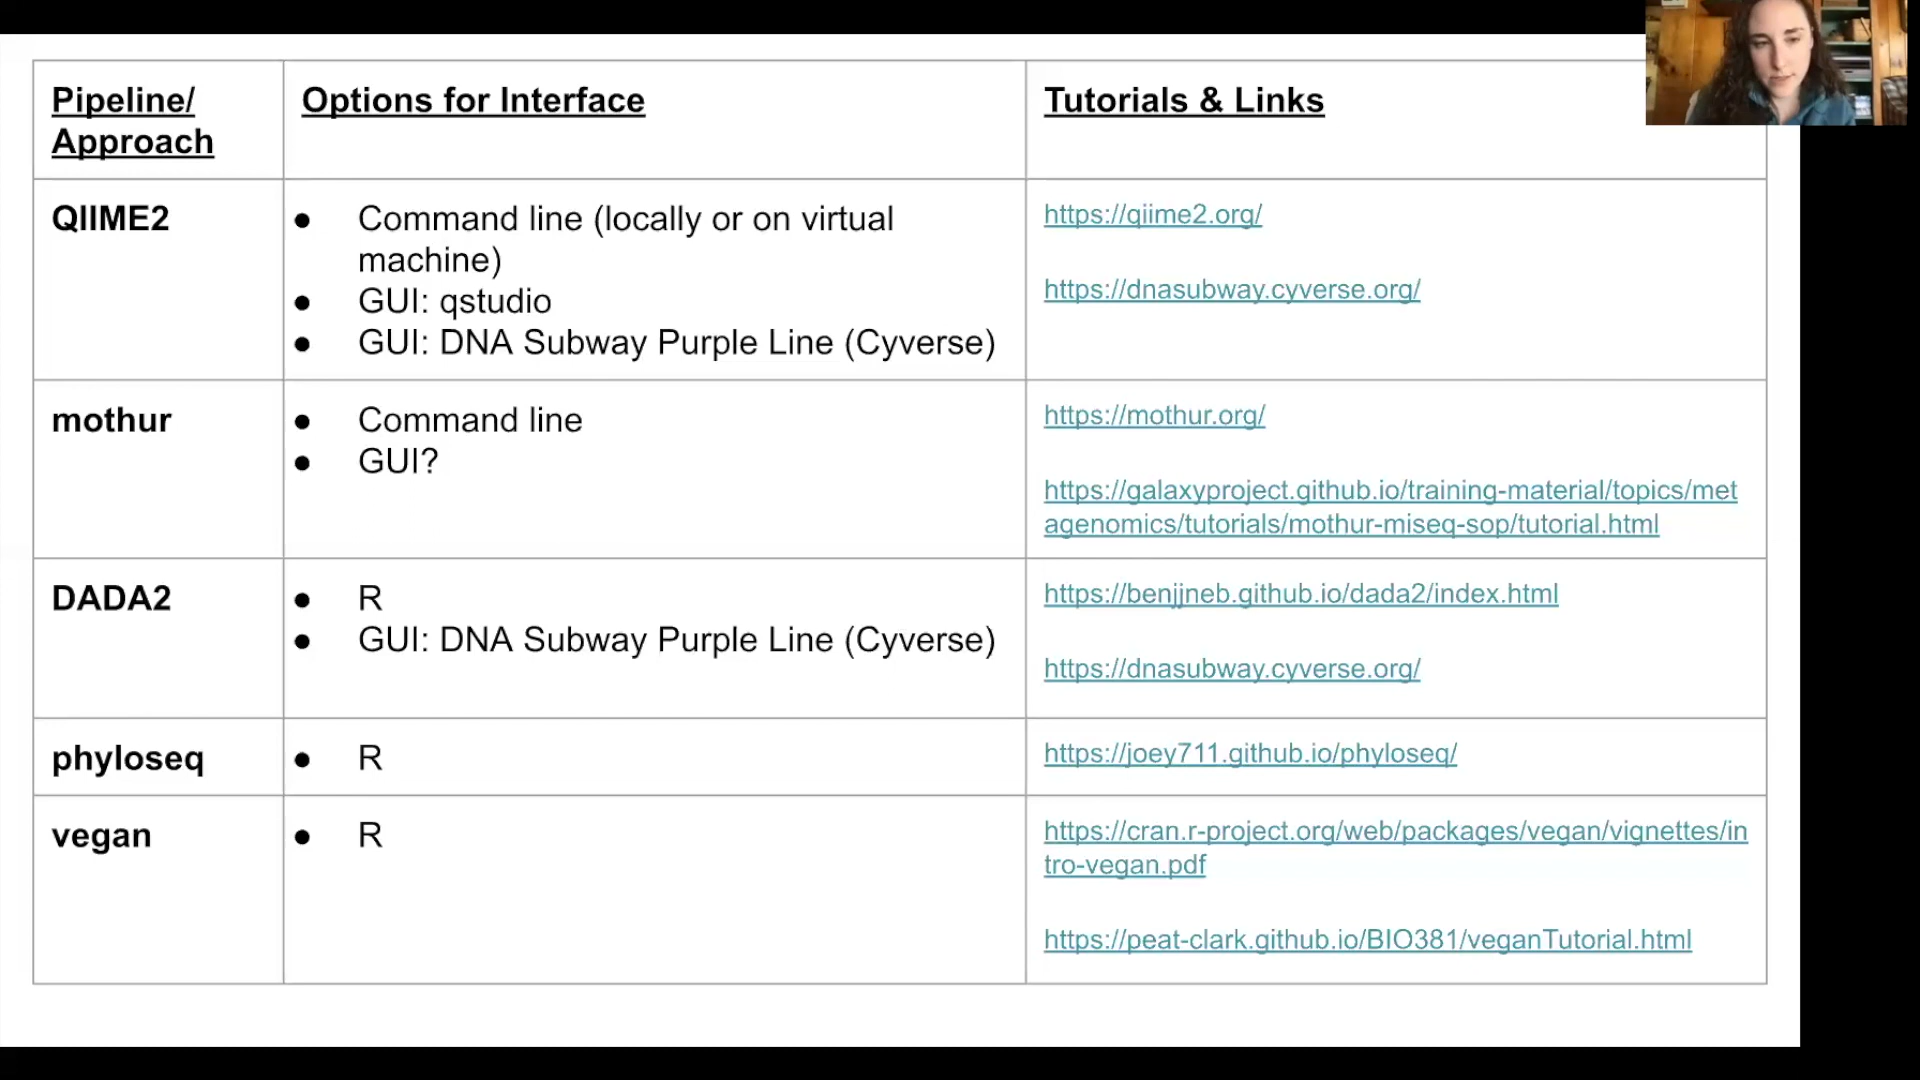 Pipeline/
Approach
Options for Interface
Tutorials & Links
QIIME2
● Command line (locally or on virtual
machine)
● GUI: qstudio
● GUI: DNA Subway Purple Line (Cyverse)
https://qiime2.org/
https://dnasubway.cyverse.org/
mothur
● Command line
● GUI?
https://mothur.org/
https://galaxyproject.github.io/training-material/topics/met
agenomics/tutorials/mothur-miseq-sop/tutorial.html
DADA2
● R
● GUI: DNA Subway Purple Line (Cyverse)
https://benjjneb.github.io/dada2/index.html
https://dnasubway.cyverse.org/
phyloseq
● R
https://joey711.github.io/phyloseq/
vegan
● R
https://cran.r-project.org/web/packages/vegan/vignettes/in
tro-vegan.pdf
https://peat-clark.github.io/BIO381/veganTutorial.html